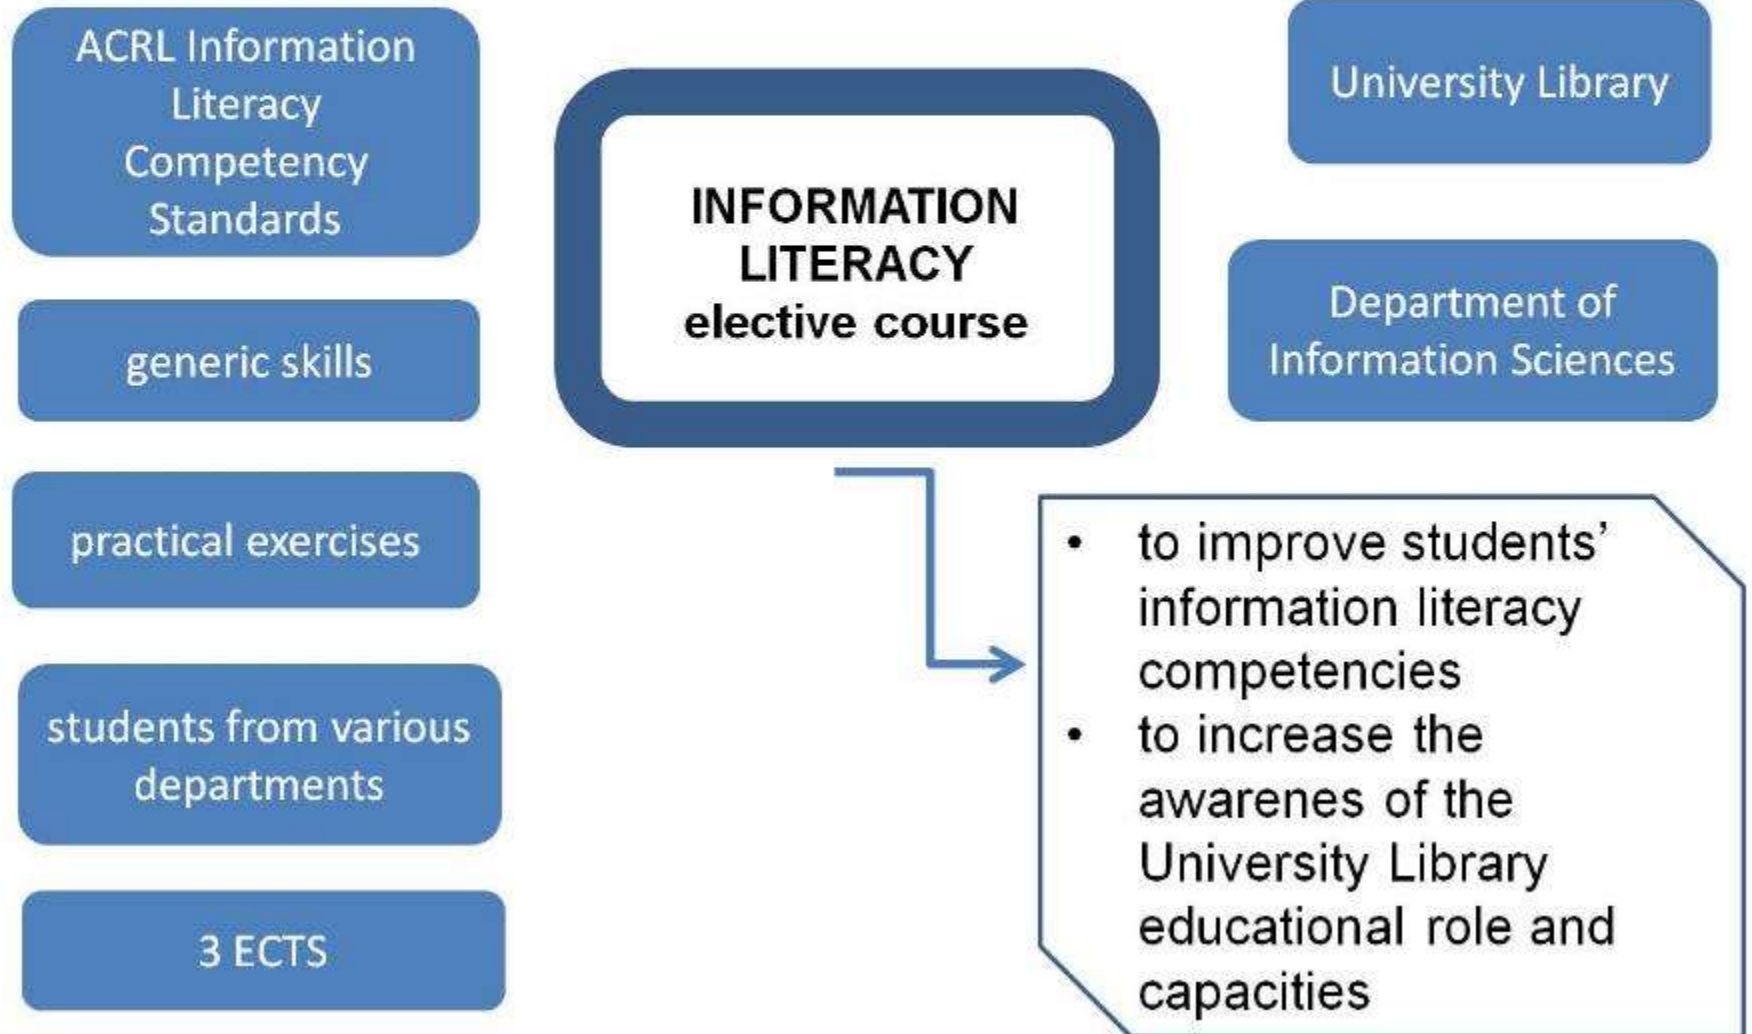 ACRL Information
Literacy
Competency
Standards
generic skills
practical exercises
students from various
departments
3 ECTS
INFORMATION
LITERACY
elective course
University Library
Department of
Information Sciences
• to improve students’
information literacy
competencies
• to increase the
awarenes of the
University Library
educational role and
capacities